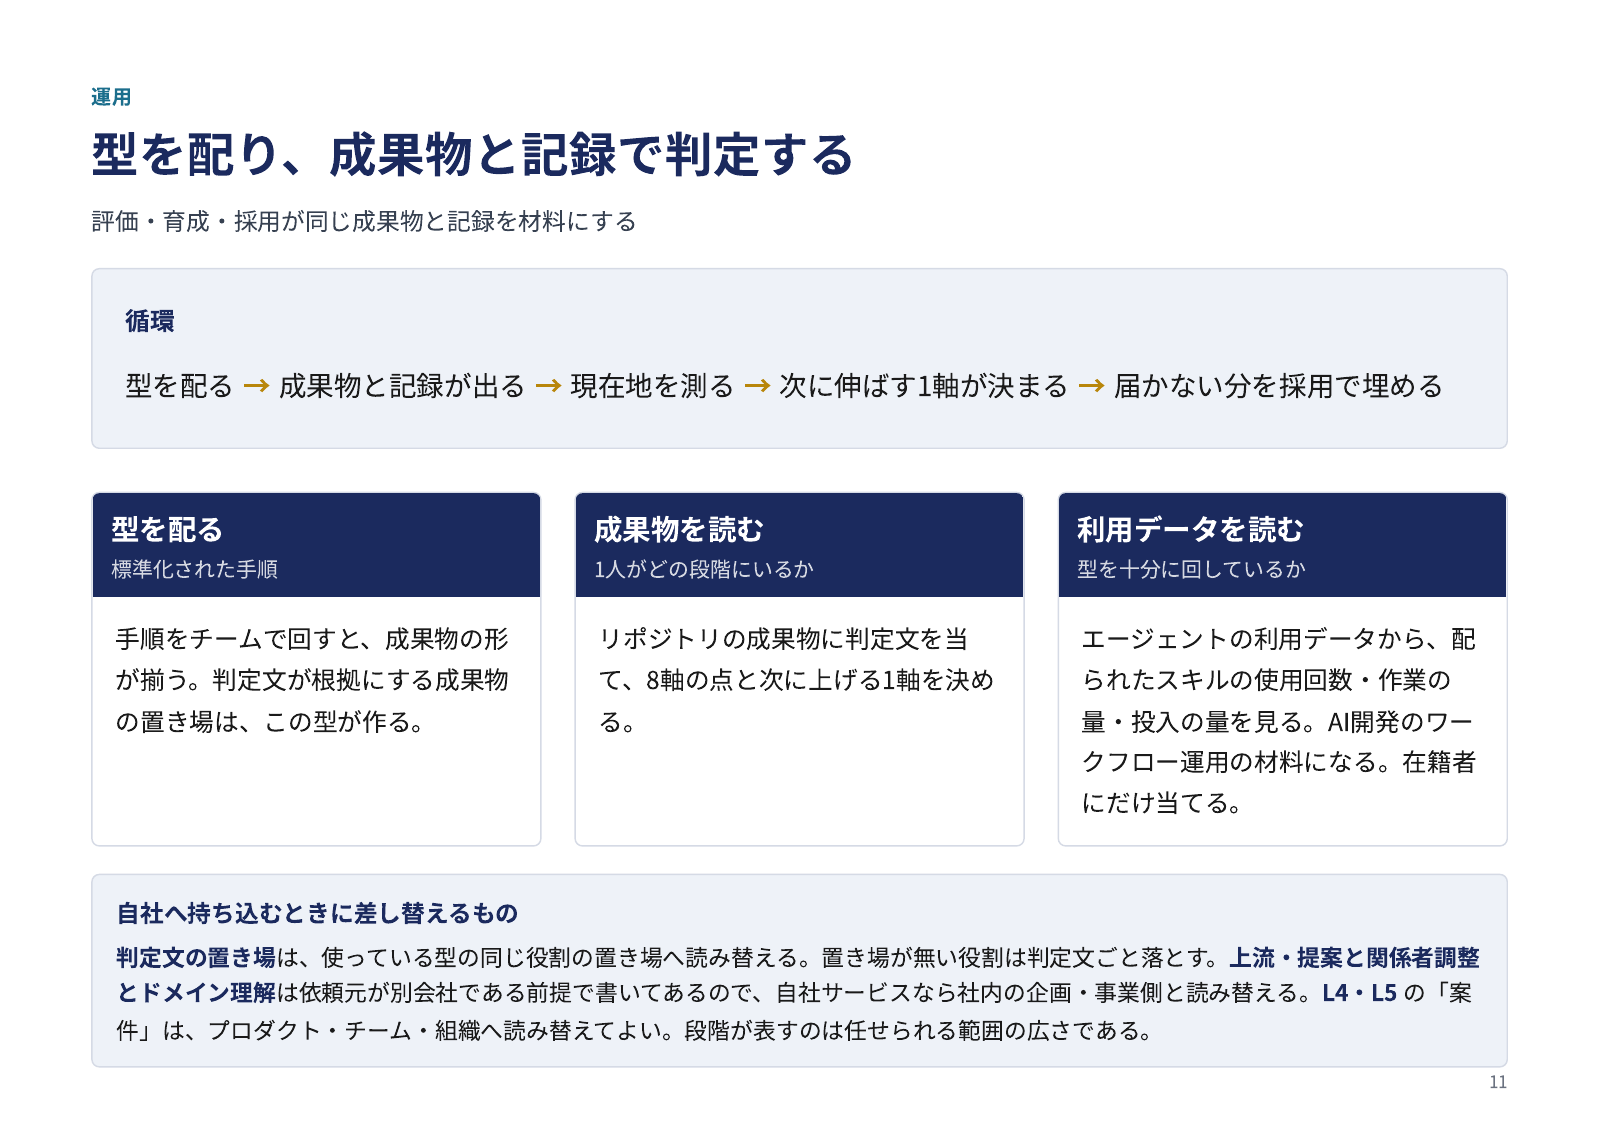 運用
型を配り、成果物と記録で判定する
評価・育成・採用が同じ成果物と記録を材料にする
循環
型を配る → 成果物と記録が出る → 現在地を測る → 次に伸ばす1軸が決まる → 届かない分を採用で埋める
型を配る
標準化された手順
手順をチームで回すと、成果物の形
が揃う。判定文が根拠にする成果物
の置き場は、この型が作る。
成果物を読む
1人がどの段階にいるか
リポジトリの成果物に判定文を当
て、8軸の点と次に上げる1軸を決め
る。
利用データを読む
型を十分に回しているか
エージェントの利用データから、配
られたスキルの使用回数・作業の
量・投入の量を見る。AI開発のワー
クフロー運用の材料になる。在籍者
にだけ当てる。
自社へ持ち込むときに差し替えるもの
判定文の置き場は、使っている型の同じ役割の置き場へ読み替える。置き場が無い役割は判定文ごと落とす。上流・提案と関係者調整
とドメイン理解は依頼元が別会社である前提で書いてあるので、自社サービスなら社内の企画・事業側と読み替える。L4・L5 の「案
件」は、プロダクト・チーム・組織へ読み替えてよい。段階が表すのは任せられる範囲の広さである。
11